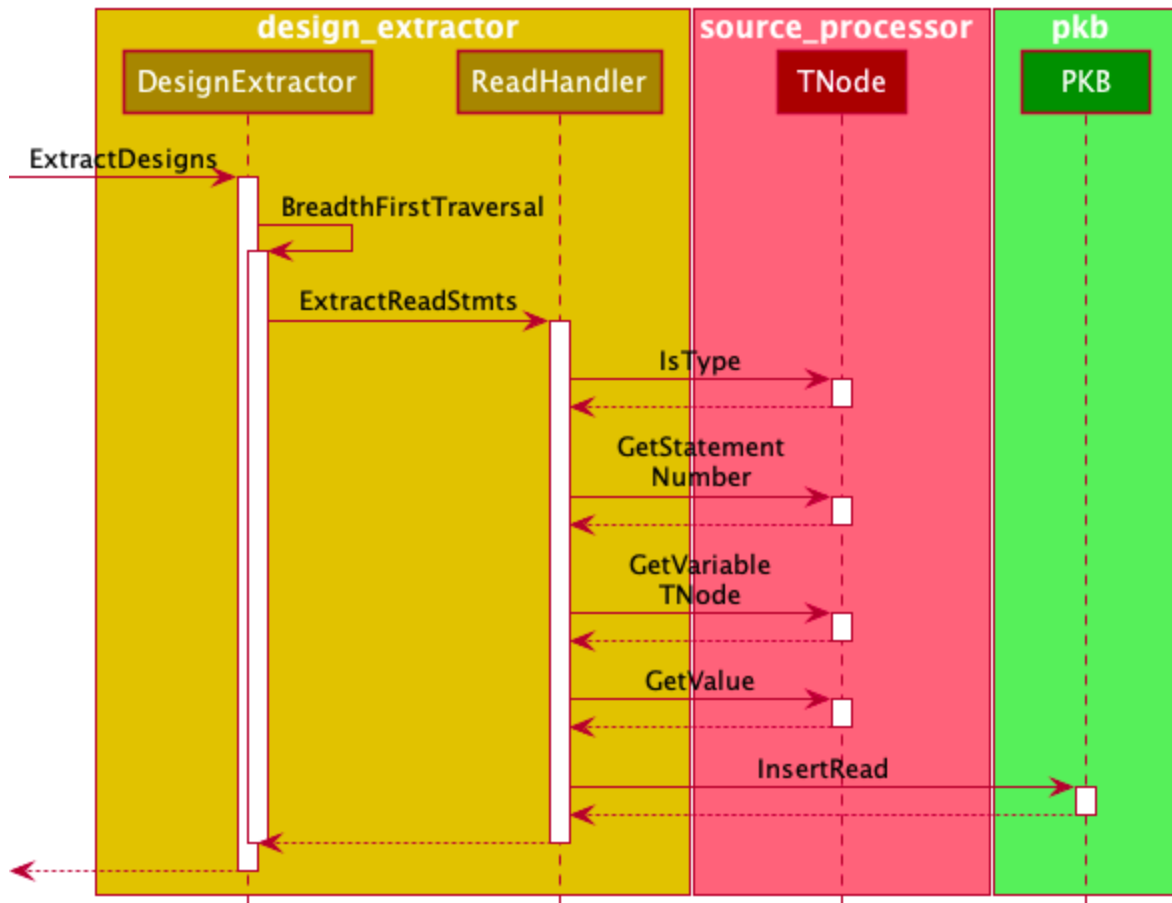 design_extractor
source_processor
pkb
DesignExtractor
ReadHandler
TNode
PKB
ExtractDesigns
BreadthFirstTraversal
ExtractReadStmts
IsType
GetStatement
Number
GetVariable
TNode
GetValue
InsertRead